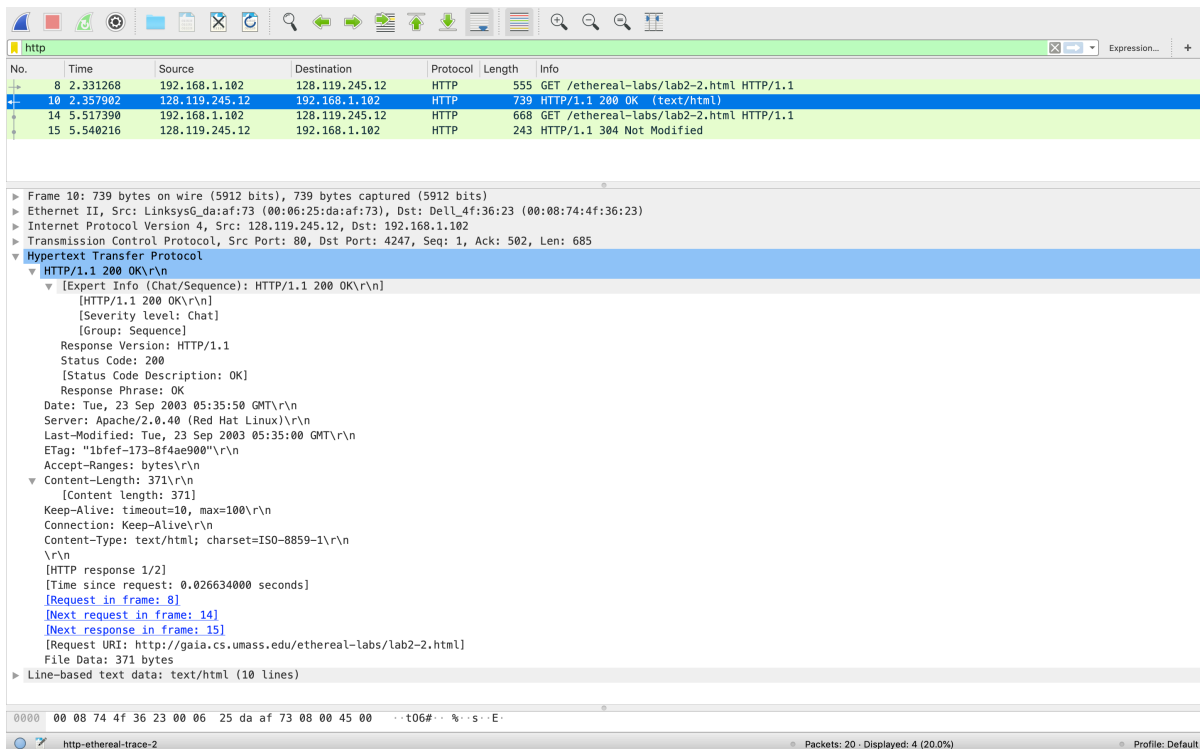 http
Expression...
+
No. Time Source Destination Protocol Length Info
8 2.331268 192.168.1.102 128.119.245.12 HTTP 555 GET /ethereal-labs/lab2-2.html HTTP/1.1
10 2.357902 128.119.245.12 192.168.1.102 HTTP 739 HTTP/1.1 200 OK (text/html)
14 5.517390 192.168.1.102 128.119.245.12 HTTP 668 GET /ethereal-labs/lab2-2.html HTTP/1.1
15 5.540216 128.119.245.12 192.168.1.102 HTTP 243 HTTP/1.1 304 Not Modified
Frame 10: 739 bytes on wire (5912 bits), 739 bytes captured (5912 bits)
Ethernet II, Src: LinksysG_da:af:73 (00:06:25:da:af:73), Dst: Dell_4f:36:23 (00:08:74:4f:36:23)
Internet Protocol Version 4, Src: 128.119.245.12, Dst: 192.168.1.102
Transmission Control Protocol, Src Port: 80, Dst Port: 4247, Seq: 1, Ack: 502, Len: 685
Hypertext Transfer Protocol
HTTP/1.1 200 OK\r\n
[Expert Info (Chat/Sequence): HTTP/1.1 200 OK\r\n]
[HTTP/1.1 200 OK\r\n]
[Severity level: Chat]
[Group: Sequence]
Response Version: HTTP/1.1
Status Code: 200
[Status Code Description: OK]
Response Phrase: OK
Date: Tue, 23 Sep 2003 05:35:50 GMT\r\n
Server: Apache/2.0.40 (Red Hat Linux)\r\n
Last-Modified: Tue, 23 Sep 2003 05:35:00 GMT\r\n
ETag: "1bfef-173-8f4ae900"\r\n
Accept-Ranges: bytes\r\n
Content-Length: 371\r\n
[Content length: 371]
Keep-Alive: timeout=10, max=100\r\n
Connection: Keep-Alive\r\n
Content-Type: text/html; charset=ISO-8859-1\r\n
\r\n
[HTTP response 1/2]
[Time since request: 0.026634000 seconds]
[Request in frame: 8]
[Next request in frame: 14]
[Next response in frame: 15]
[Request URI: http://gaia.cs.umass.edu/ethereal-labs/lab2-2.html]
File Data: 371 bytes
Line-based text data: text/html (10 lines)
0000 00 08 74 4f 36 23 00 06 25 da af 73 08 00 45 00 ··tO6#·· %··s··E·
http-ethereal-trace-2 Packets: 20 · Displayed: 4 (20.0%) Profile: Default